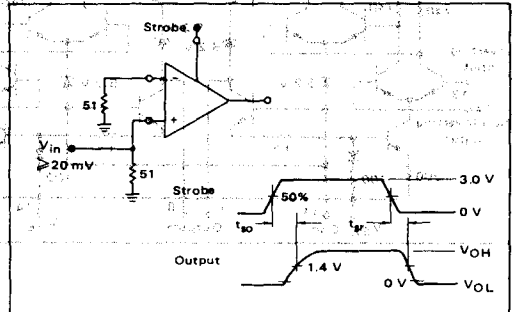 Strobe
51
−
+
Vin
≥20 mV
51
Strobe
50%
3.0 V
0 V
tso
tsr
Output
1.4 V
0 V
VOH
VOL